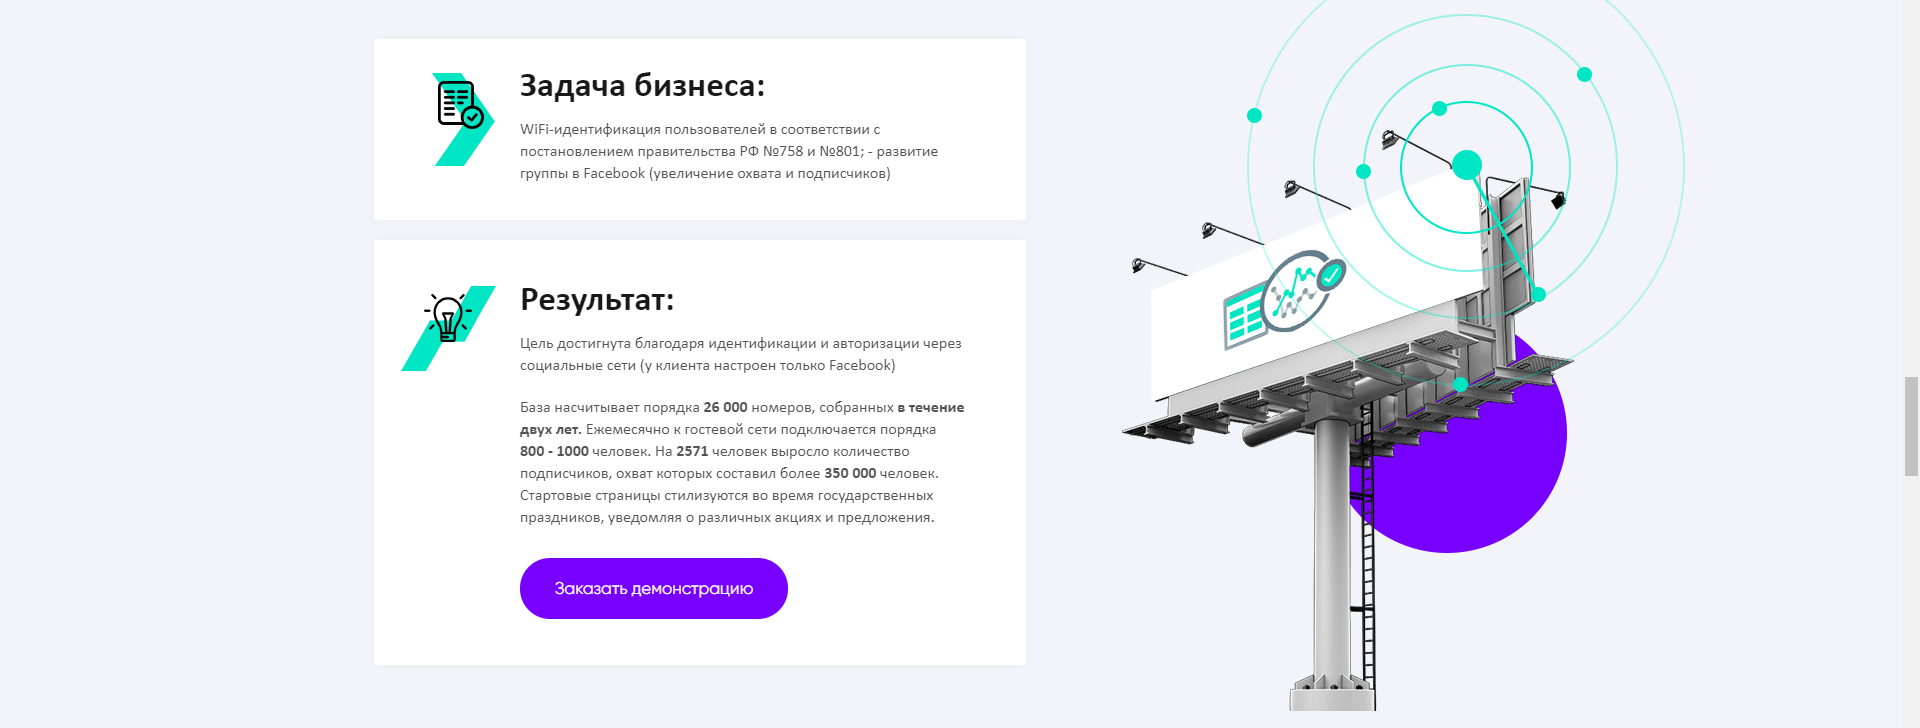 Задача бизнеса:
WiFi-идентификация пользователей в соответствии с
постановлением правительства РФ №758 и №801; - развитие
группы в Facebook (увеличение охвата и подписчиков)
Результат:
Цель достигнута благодаря идентификации и авторизации через
социальные сети (у клиента настроен только Facebook)
База насчитывает порядка 26 000 номеров, собранных в течение
двух лет. Ежемесячно к гостевой сети подключается порядка
800 - 1000 человек. На 2571 человек выросло количество
подписчиков, охват которых составил более 350 000 человек.
Стартовые страницы стилизуются во время государственных
праздников, уведомляя о различных акциях и предложения.
Заказать демонстрацию